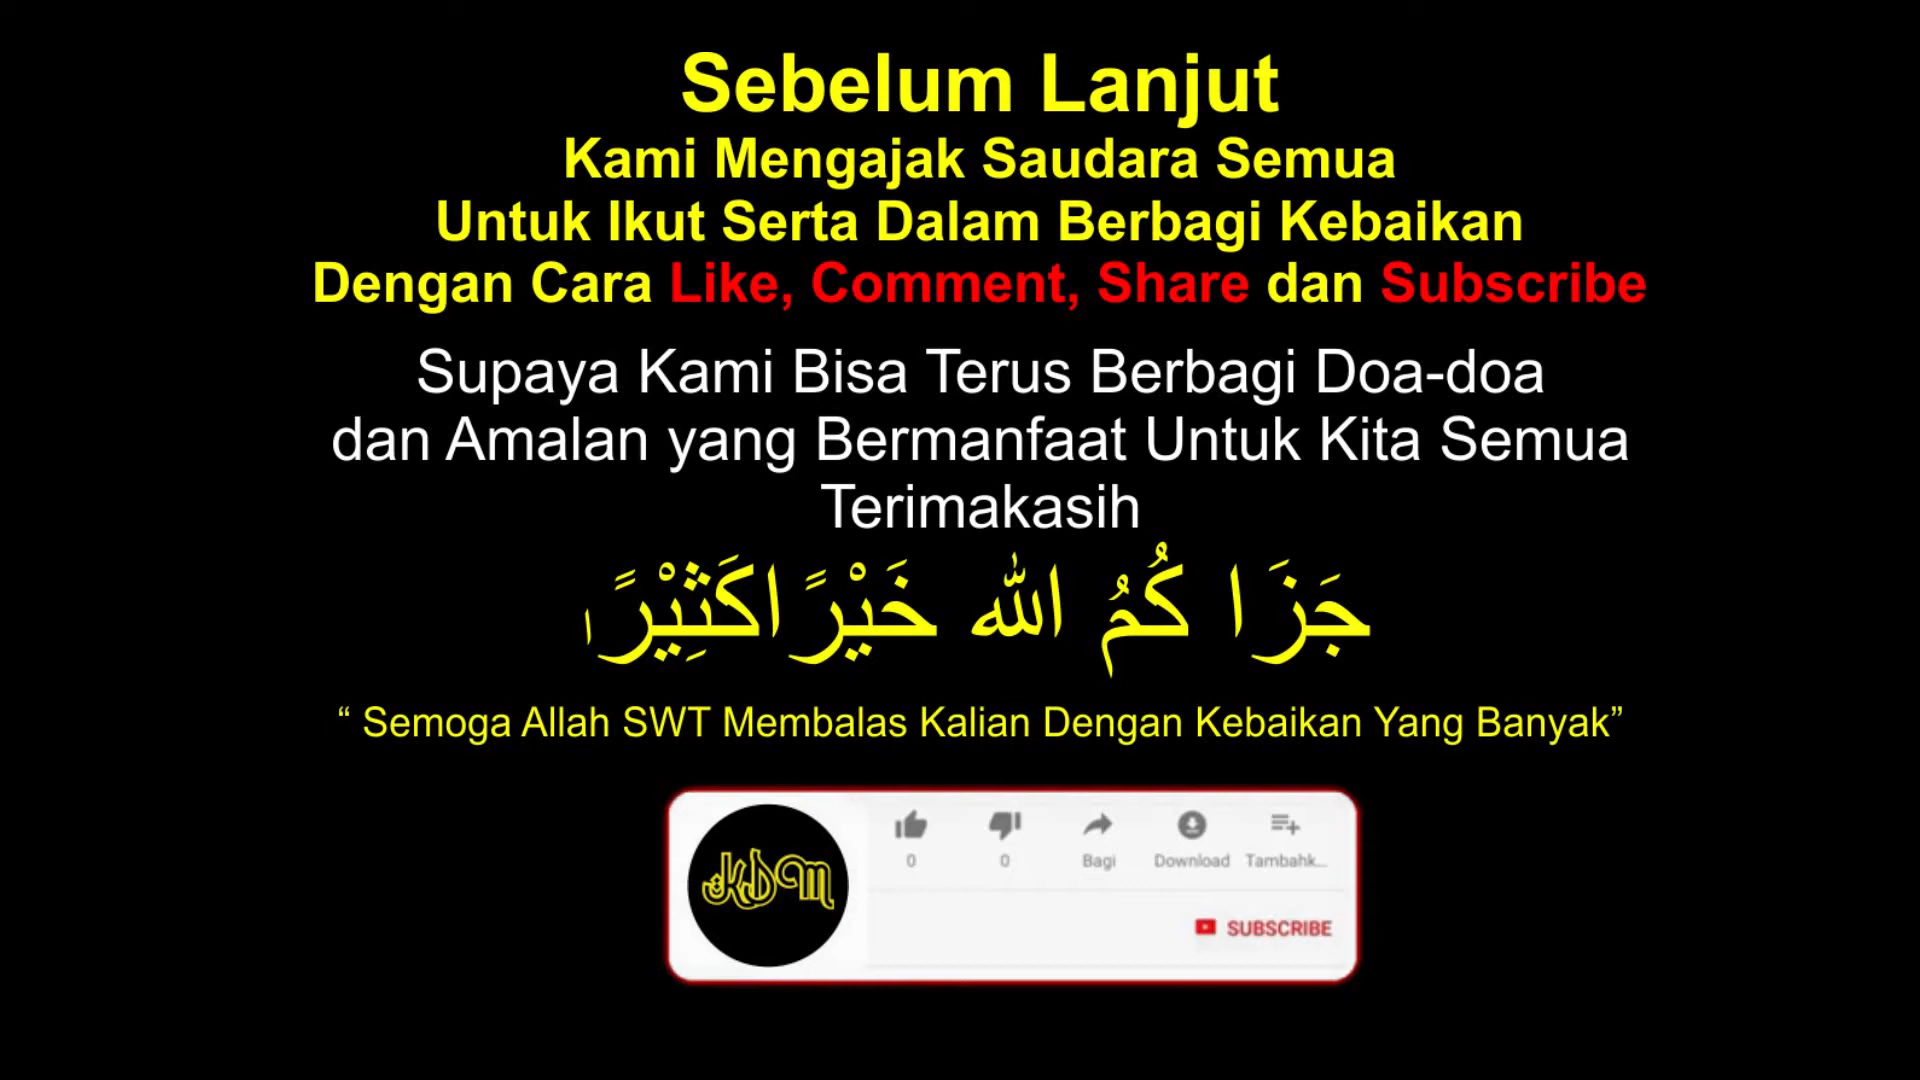 Sebelum Lanjut
Kami Mengajak Saudara Semua
Untuk Ikut Serta Dalam Berbagi Kebaikan
Dengan Cara Like, Comment, Share dan Subscribe
Supaya Kami Bisa Terus Berbagi Doa-doa
dan Amalan yang Bermanfaat Untuk Kita Semua
Terimakasih
جَزَا كُمُ الله خَيْرًاكَثِيْرًا
“ Semoga Allah SWT Membalas Kalian Dengan Kebaikan Yang Banyak”
KDM
0 0 Bagi Download Tambahk...
SUBSCRIBE